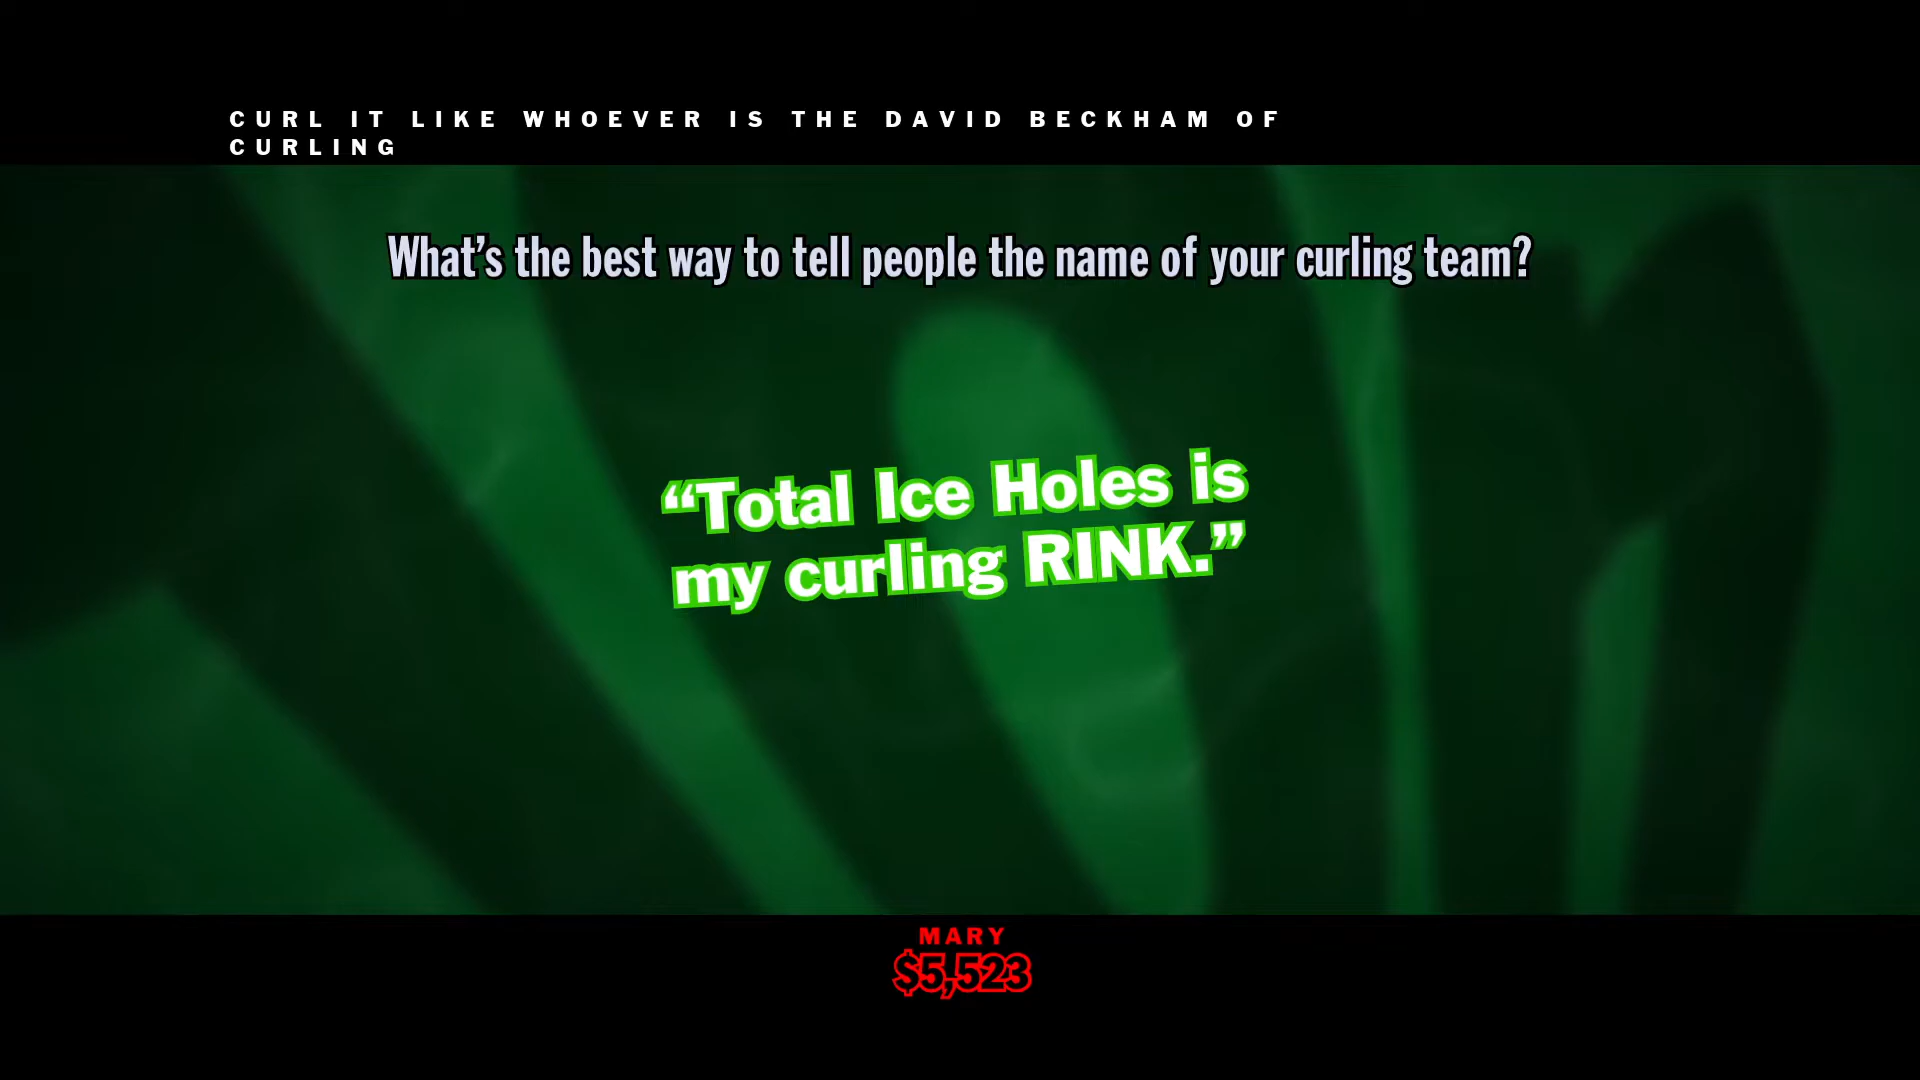 CURL IT LIKE WHOEVER IS THE DAVID BECKHAM OF
CURLING
What’s the best way to tell people the name of your curling team?
“Total Ice Holes is
my curling RINK.”
MARY
$5,523